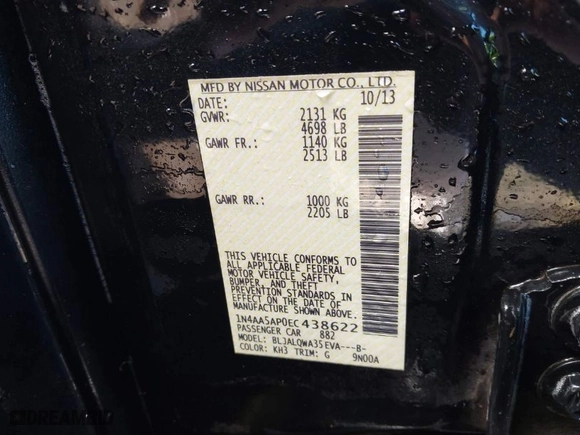 MFD BY NISSAN MOTOR CO., LTD.
DATE: 10/13
GVWR: 2131 KG
4698 LB
GAWR FR.: 1140 KG
2513 LB
GAWR RR.: 1000 KG
2205 LB
THIS VEHICLE CONFORMS TO
ALL APPLICABLE FEDERAL
MOTOR VEHICLE SAFETY,
BUMPER, AND THEFT
PREVENTION STANDARDS IN
EFFECT ON THE DATE OF
MANUFACTURE SHOWN ABOVE.
1N4AA5AP0EC438622
PASSENGER CAR 882
MODEL: BLJALQWA35EVA---B-
COLOR: KH3 TRIM: G 9N00A